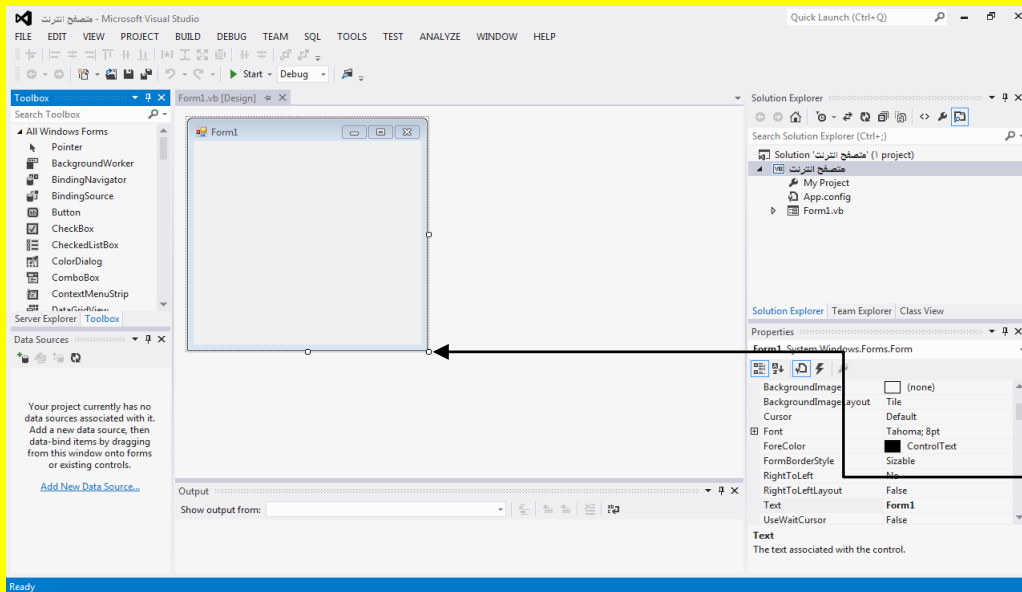 متصفح انترنت - Microsoft Visual Studio
Quick Launch (Ctrl+Q)
FILE EDIT VIEW PROJECT BUILD DEBUG TEAM SQL TOOLS TEST ANALYZE WINDOW HELP
Start Debug
Toolbox
Search Toolbox
All Windows Forms
Pointer
BackgroundWorker
BindingNavigator
BindingSource
Button
CheckBox
CheckedListBox
ColorDialog
ComboBox
ContextMenuStrip
DataGridView
Server Explorer Toolbox
Data Sources
Your project currently has no
data sources associated with it.
Add a new data source, then
data-bind items by dragging
from this window onto forms
or existing controls.
Add New Data Source...
Form1.vb [Design]
Form1
Output
Show output from:
Solution Explorer
Search Solution Explorer (Ctrl+;)
Solution 'متصفح انترنت' (١ project)
متصفح انترنت
My Project
App.config
Form1.vb
Solution Explorer Team Explorer Class View
Properties
Form1 System.Windows.Forms.Form
BackgroundImage (none)
BackgroundImageLayout Tile
Cursor Default
Font Tahoma; 8pt
ForeColor ControlText
FormBorderStyle Sizable
RightToLeft No
RightToLeftLayout False
Text Form1
UseWaitCursor False
Text
The text associated with the control.
Ready